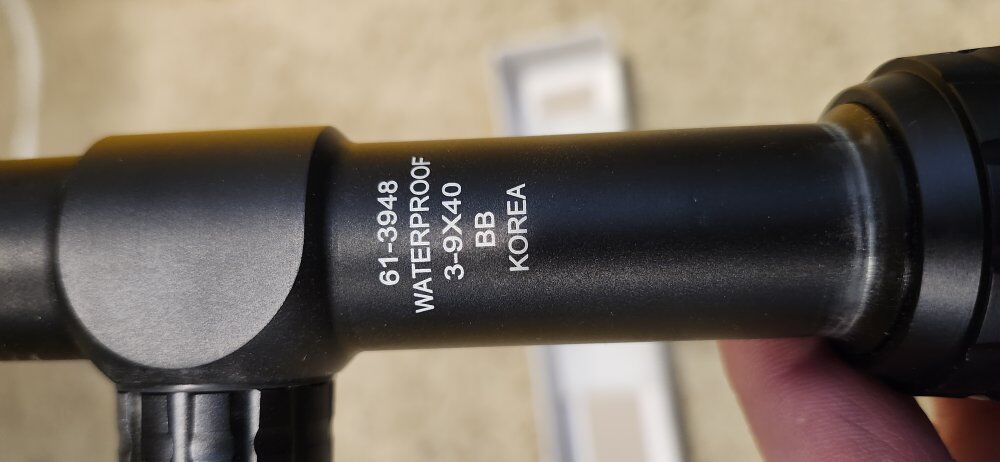 61-3948
WATERPROOF
3-9X40
BB
KOREA